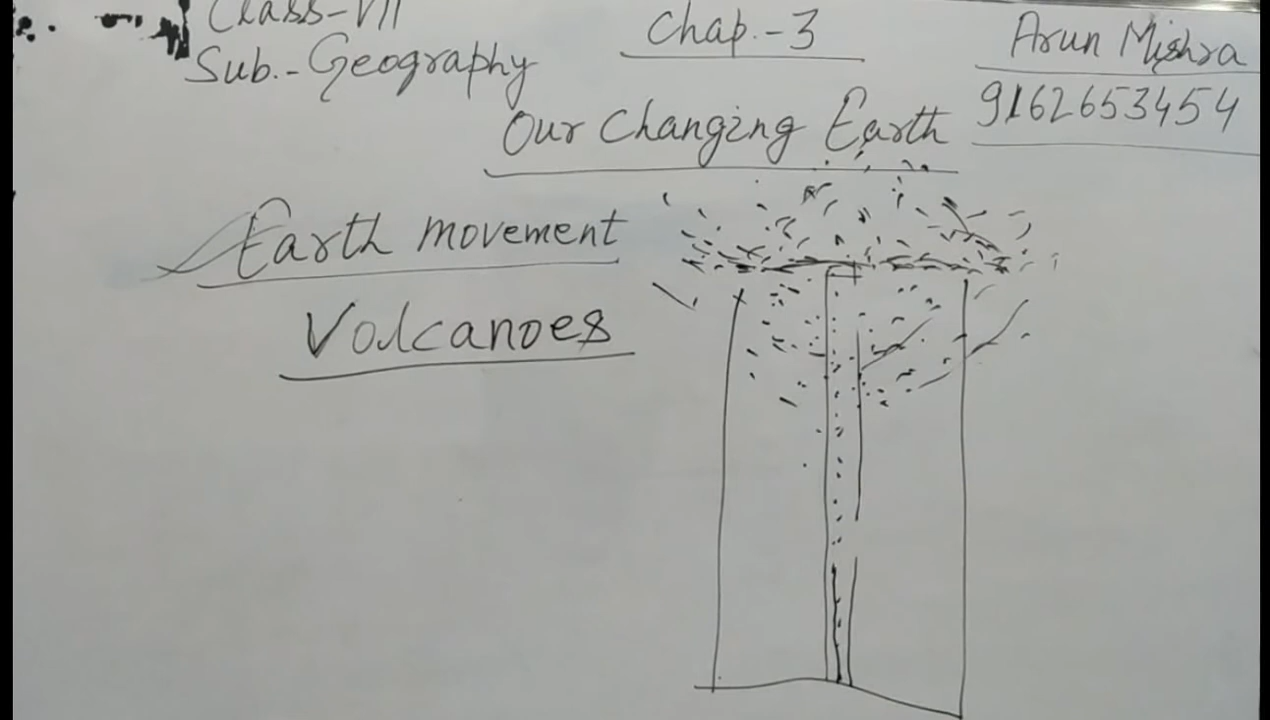 Class-VII
Sub.-Geography
Chap.-3
Arun Mishra
9162653454
Our Changing Earth
Earth movement
Volcanoes